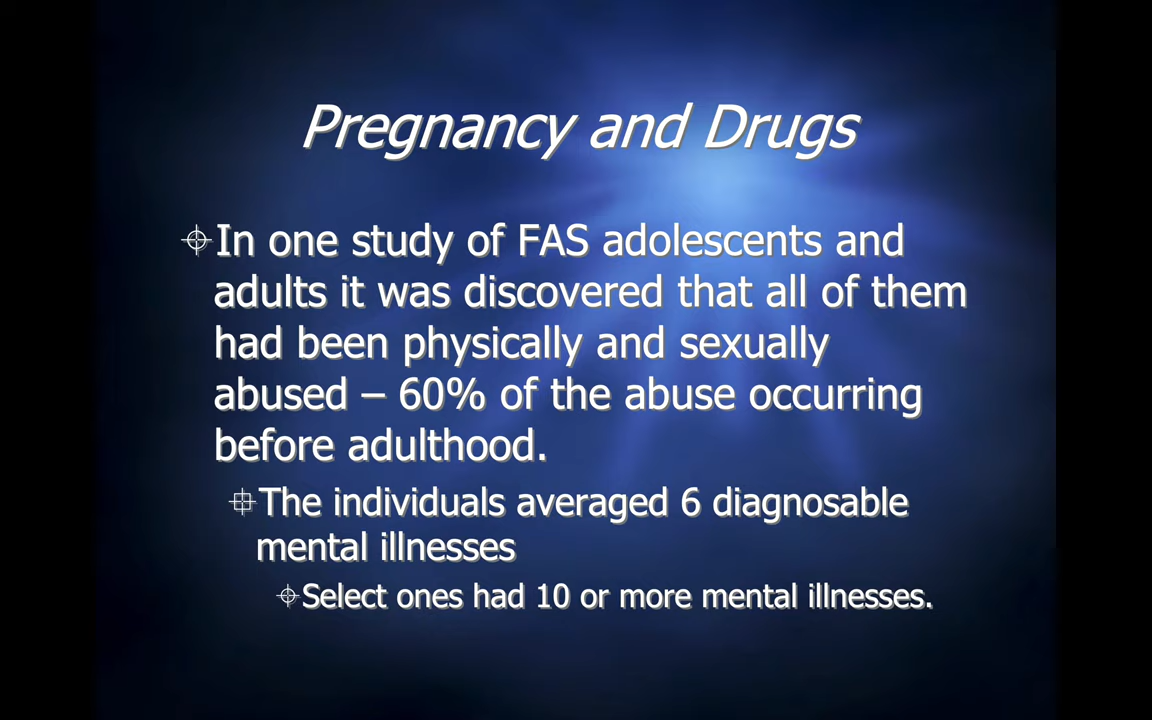 Pregnancy and Drugs
In one study of FAS adolescents and
adults it was discovered that all of them
had been physically and sexually
abused – 60% of the abuse occurring
before adulthood.
The individuals averaged 6 diagnosable
mental illnesses
Select ones had 10 or more mental illnesses.